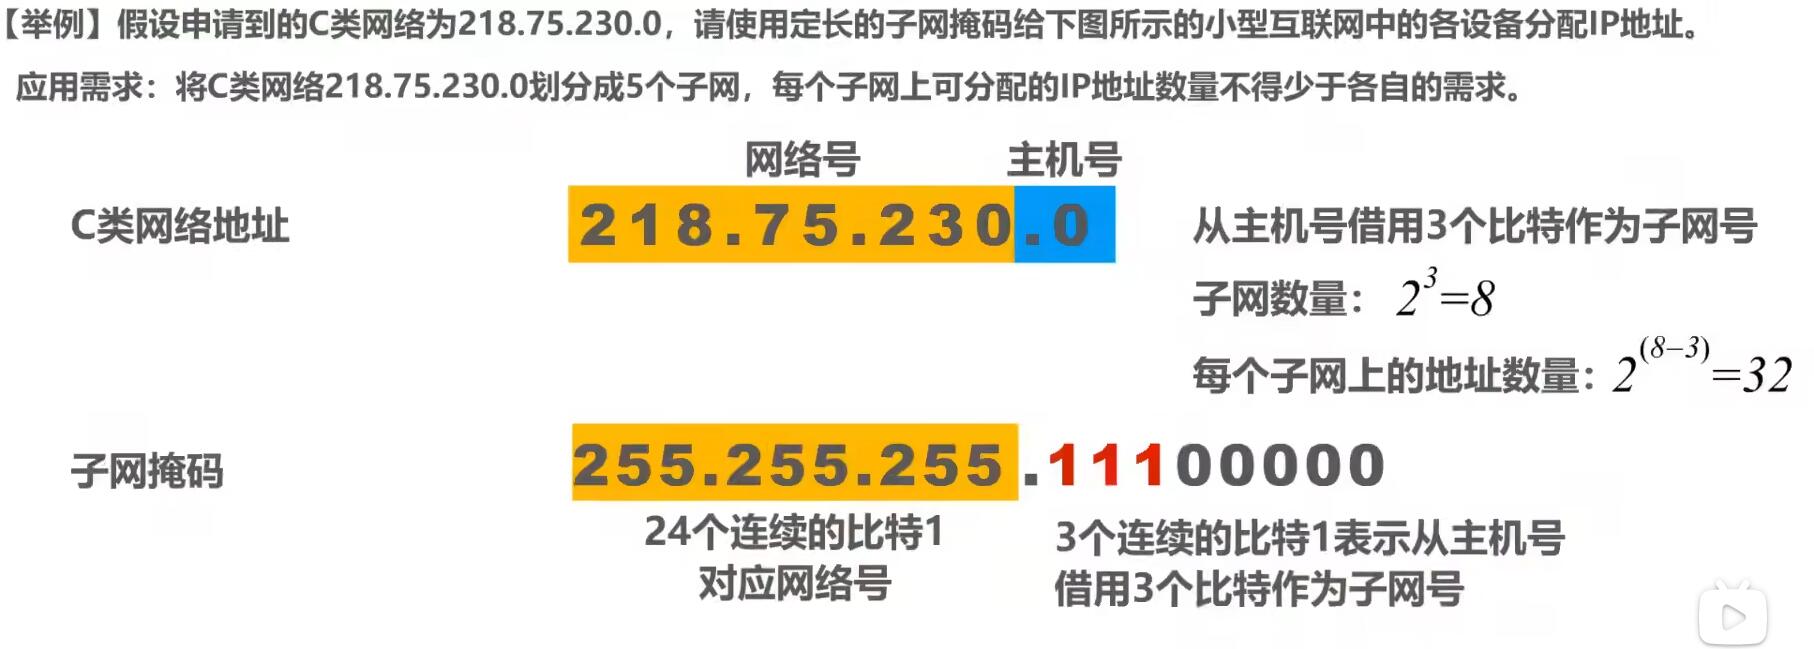 【举例】假设申请到的C类网络为218.75.230.0，请使用定长的子网掩码给下图所示的小型互联网中的各设备分配IP地址。
应用需求：将C类网络218.75.230.0划分成5个子网，每个子网上可分配的IP地址数量不得少于各自的需求。
网络号 主机号
C类网络地址 218.75.230.0 从主机号借用3个比特作为子网号
子网数量： 2^3=8
每个子网上的地址数量：2^(8-3)=32
子网掩码 255.255.255.11100000
24个连续的比特1 3个连续的比特1表示从主机号
对应网络号 借用3个比特作为子网号